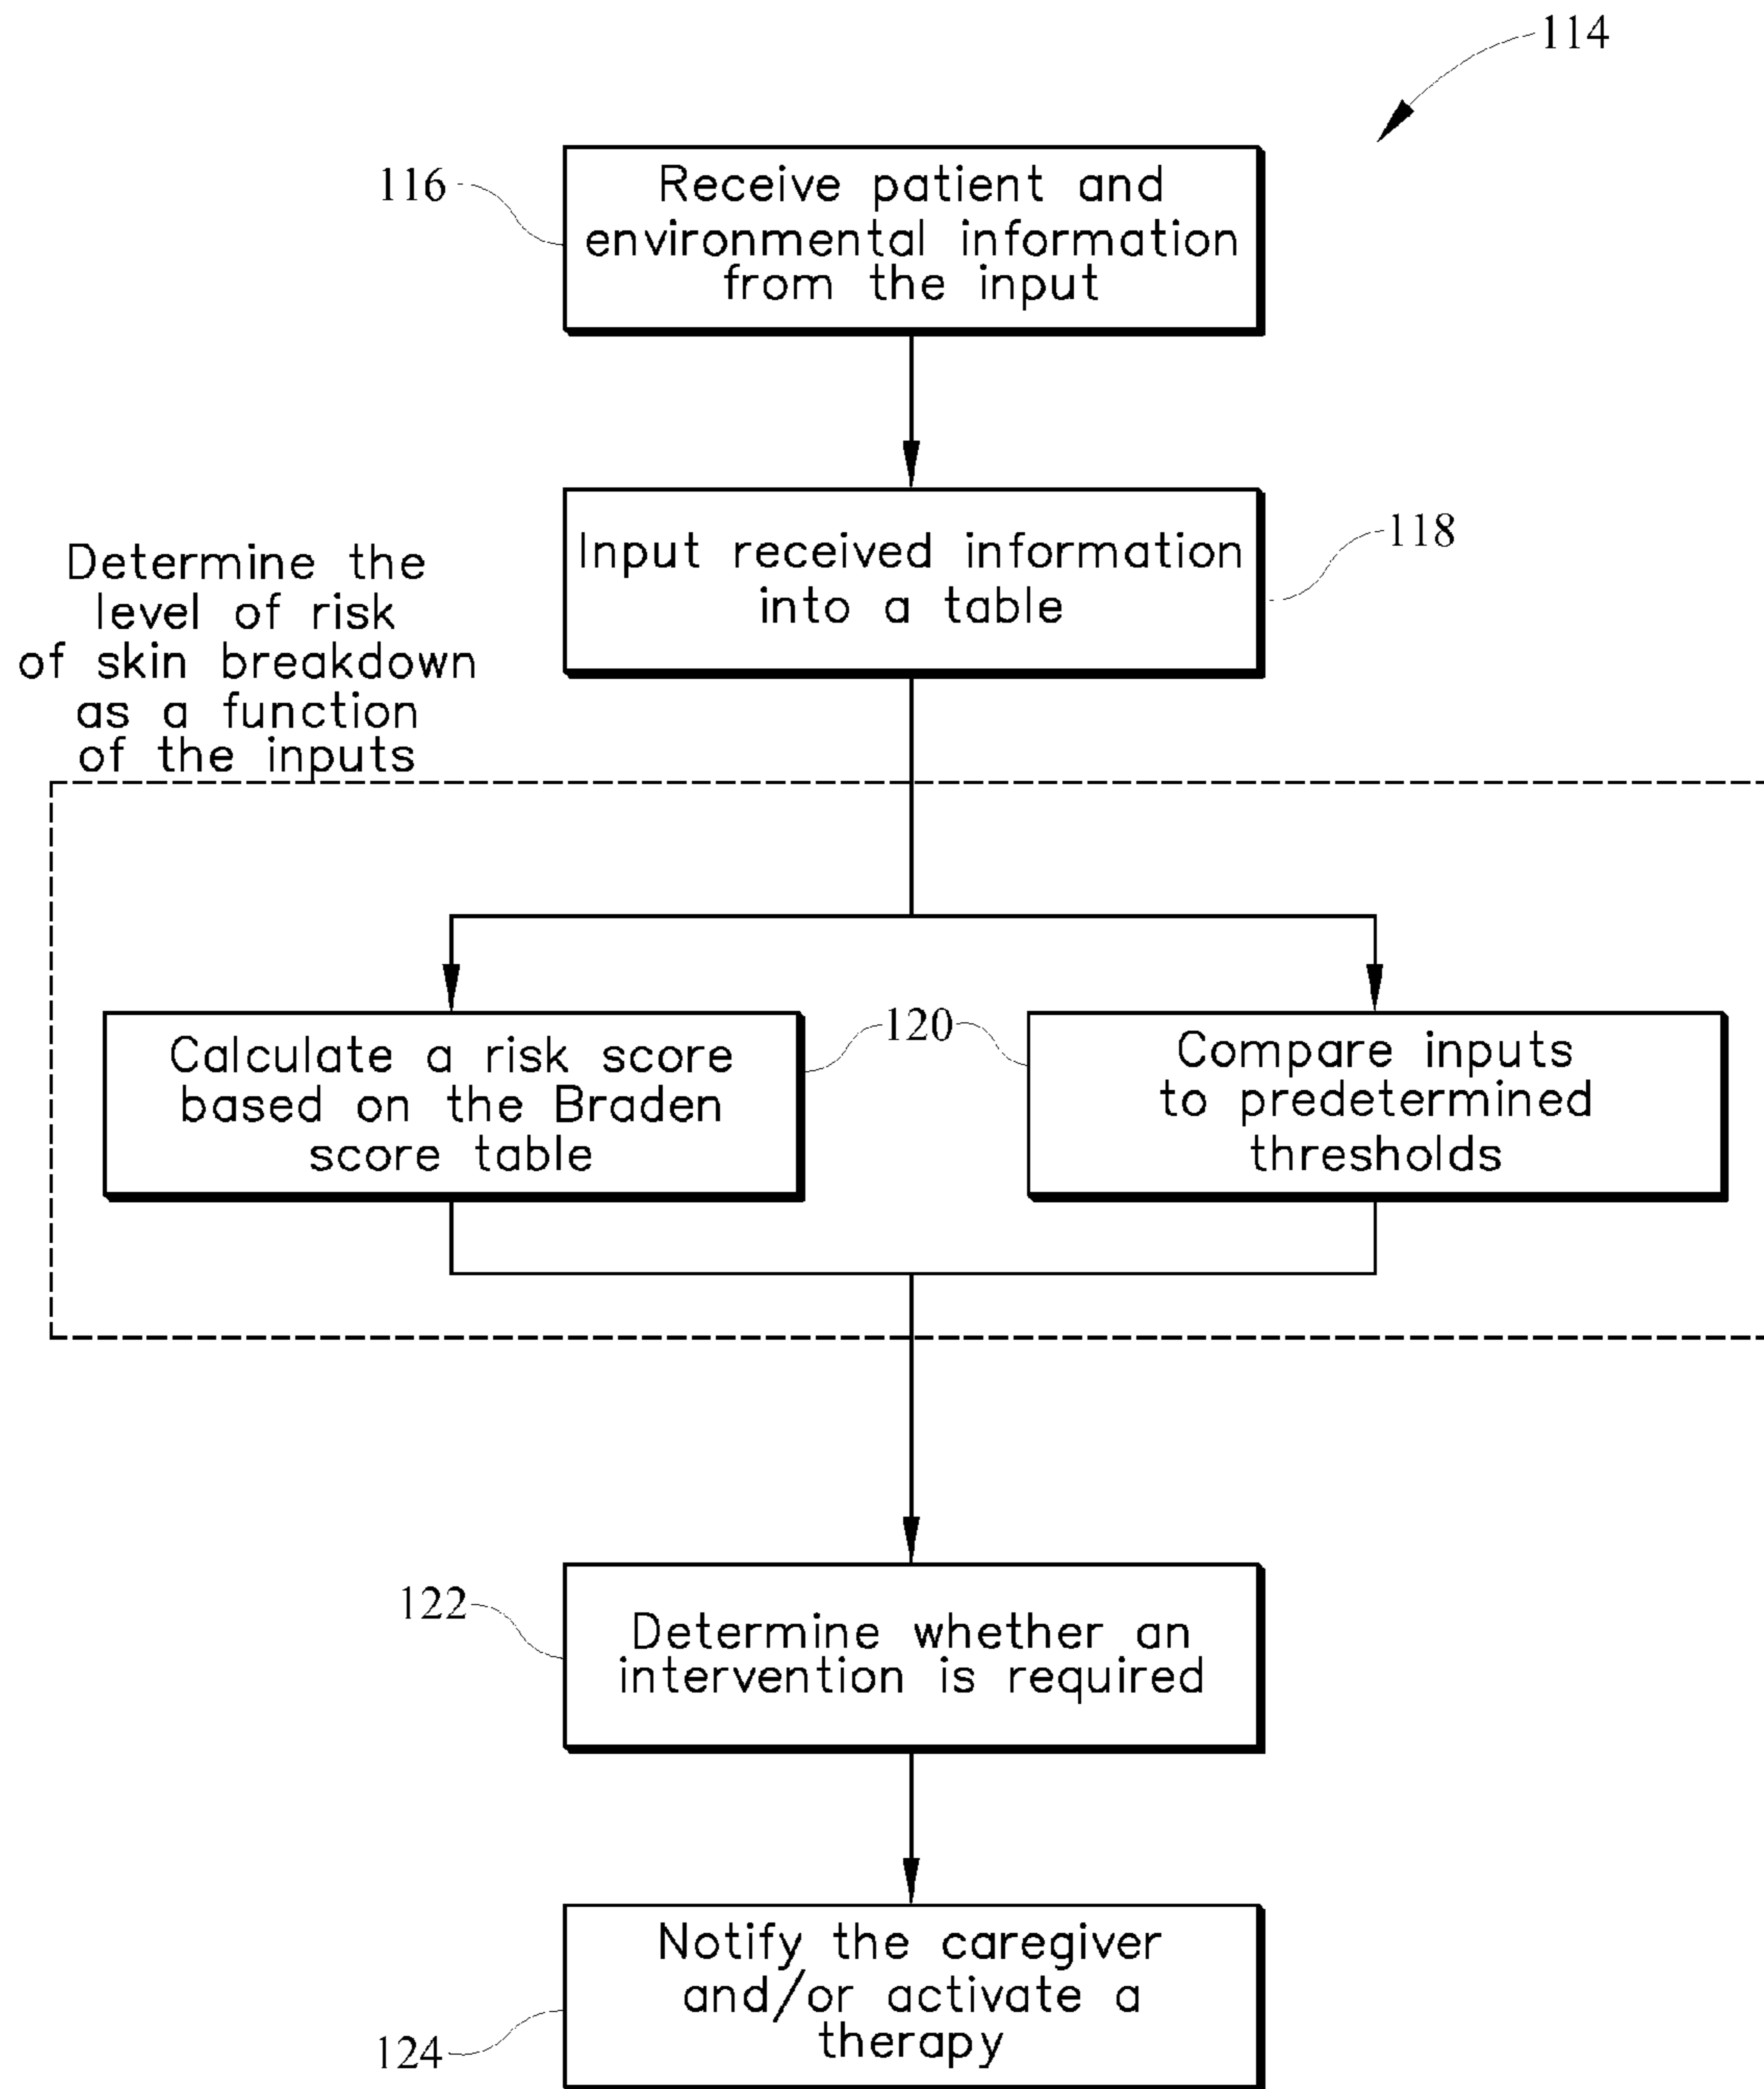 114
116
Receive patient and
environmental information
from the input
118
Input received information
into a table
Determine the
level of risk
of skin breakdown
as a function
of the inputs
Calculate a risk score
based on the Braden
score table
120
Compare inputs
to predetermined
thresholds
122
Determine whether an
intervention is required
Notify the caregiver
and/or activate a
therapy
124